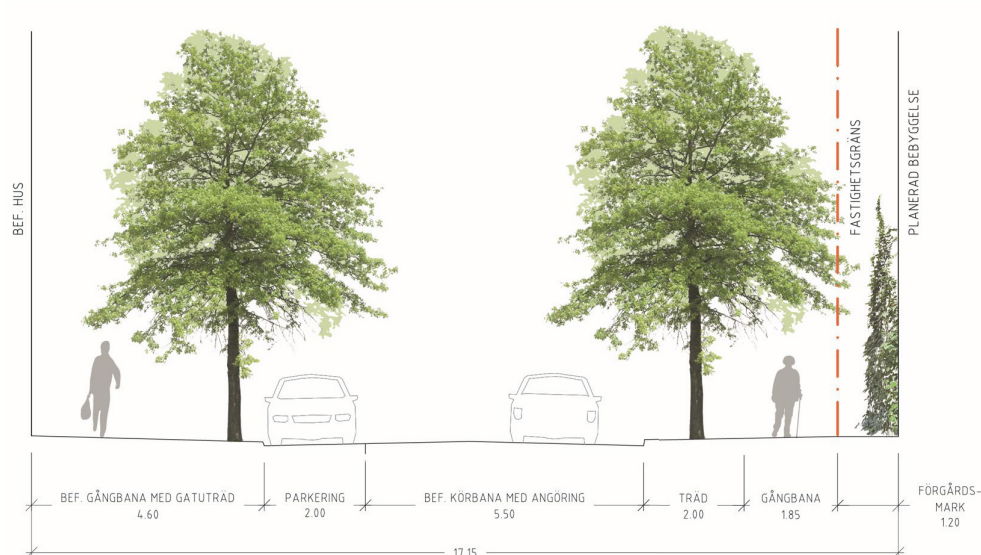 BEF. HUS
FASTIGHETSGRÄNS
PLANERAD BEBYGGELSE
BEF. GÅNGBANA MED GATUTRÄD
4.60
PARKERING
2.00
BEF. KÖRBANA MED ANGÖRING
5.50
TRÄD
2.00
GÅNGBANA
1.85
FÖRGÅRDS-
MARK
1.20
17.15